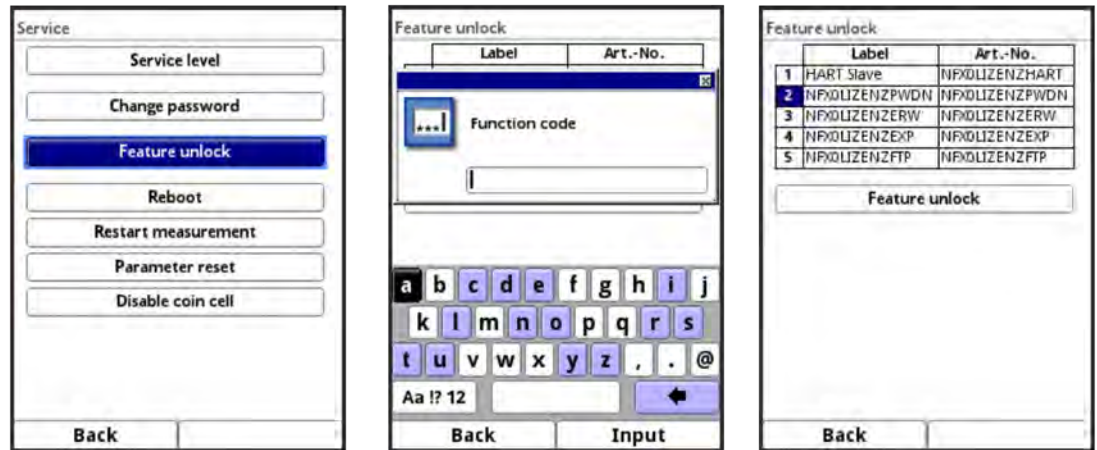 Service
Service level
Change password
Feature unlock
Reboot
Restart measurement
Parameter reset
Disable coin cell
Back
Feature unlock
Label Art.-No.
Function code
a b c d e f g h i j
k l m n o p q r s
t u v w x y z , . @
Aa !? 12
Back Input
Feature unlock
Label Art.-No.
1 HART Slave NFX0LIZENZHART
2 NFX0LIZENZPWDN NFX0LIZENZPWDN
3 NFX0LIZENZERW NFX0LIZENZERW
4 NFX0LIZENZEXP NFX0LIZENZEXP
5 NFX0LIZENZFTP NFX0LIZENZFTP
Feature unlock
Back